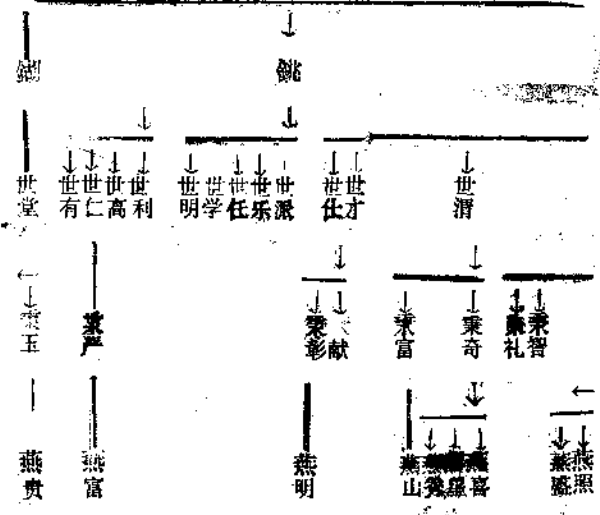 铫
世堂 世有 世仁 世高 世利 世明 世学 世任 世乐 世派 世仕 世才 世渭
秉玉 秉严 秉彰 献 秉富 秉奇 秉礼 秉智
燕贵 燕富 燕明 燕山 燕喜 燕照